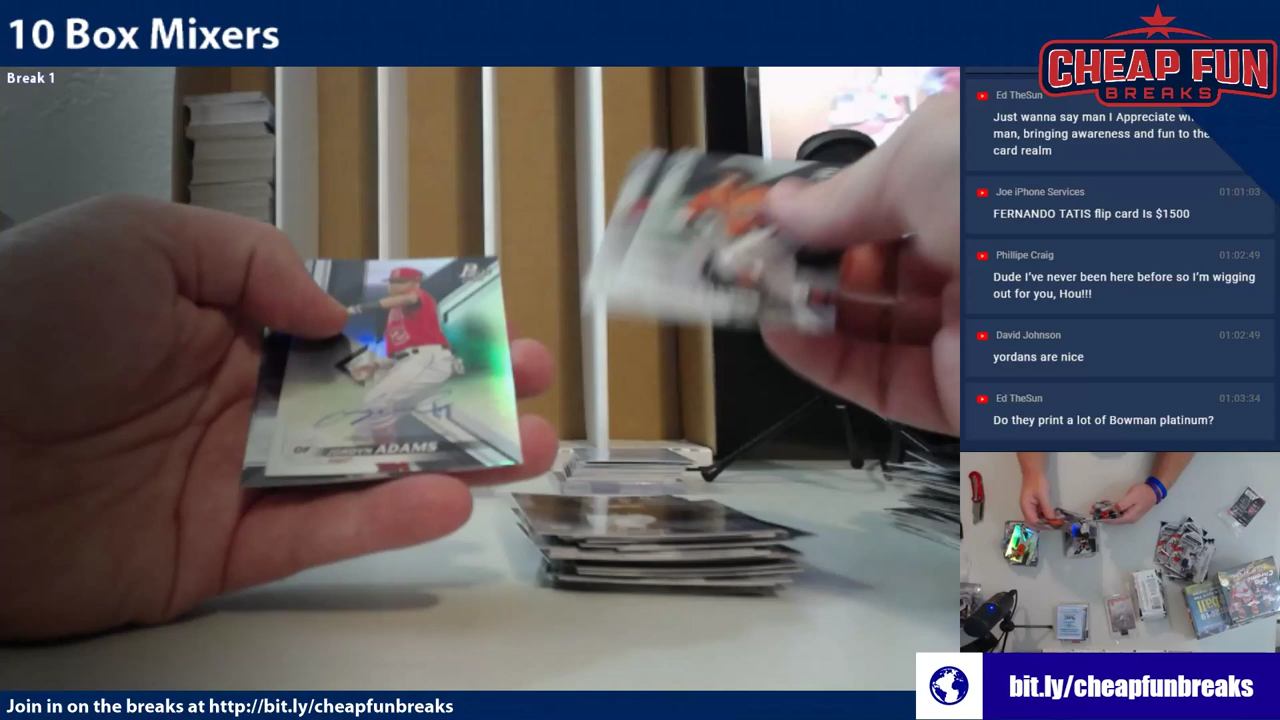 10 Box Mixers
Break 1
CHEAP FUN
BREAKS
Ed TheSun
Just wanna say man I Appreciate
man, bringing awareness and fun to the
card realm
Joe iPhone Services 01:01:03
FERNANDO TATIS flip card Is $1500
Phillipe Craig 01:02:49
Dude I've never been here before so I'm wigging
out for you, Hou!!!
David Johnson 01:02:49
yordans are nice
Ed TheSun 01:03:34
Do they print a lot of Bowman platinum?
OF JORDYN ADAMS
bit.ly/cheapfunbreaks
Join in on the breaks at http://bit.ly/cheapfunbreaks